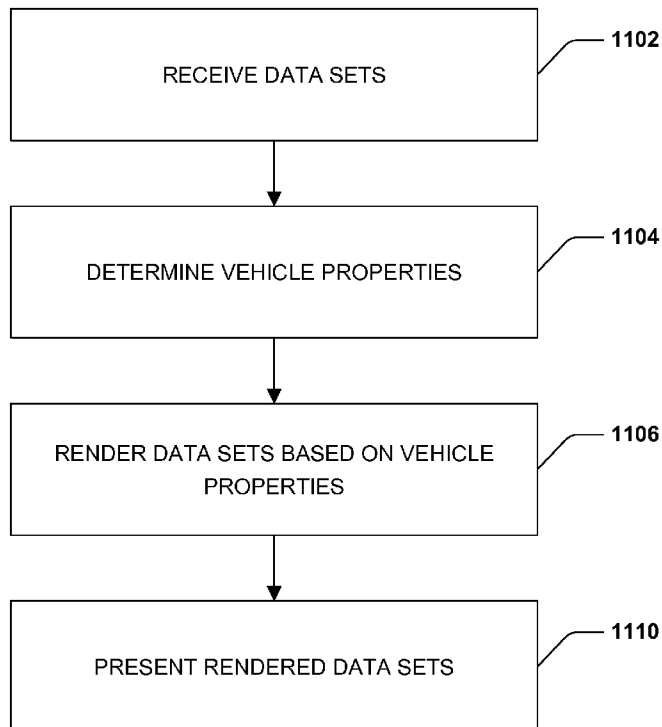 RECEIVE DATA SETS
1102
DETERMINE VEHICLE PROPERTIES
1104
RENDER DATA SETS BASED ON VEHICLE
PROPERTIES
1106
PRESENT RENDERED DATA SETS
1110